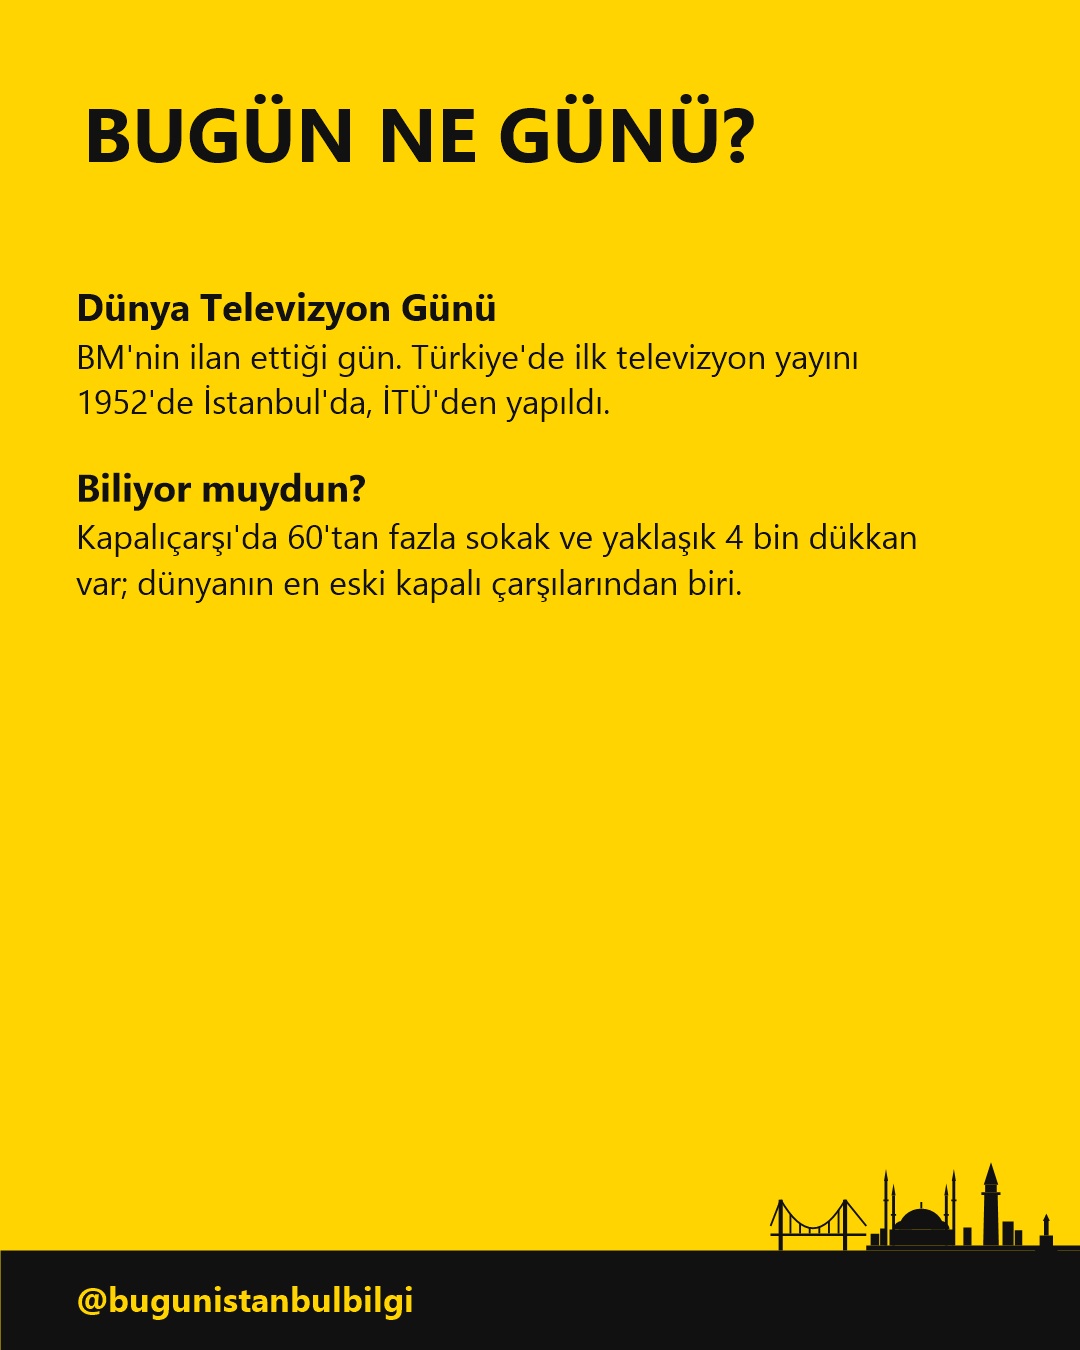 BUGÜN NE GÜNÜ?
Dünya Televizyon Günü
BM'nin ilan ettiği gün. Türkiye'de ilk televizyon yayını
1952'de İstanbul'da, İTÜ'den yapıldı.
Biliyor muydun?
Kapalıçarşı'da 60'tan fazla sokak ve yaklaşık 4 bin dükkan
var; dünyanın en eski kapalı çarşılarından biri.
@bugunistanbulbilgi